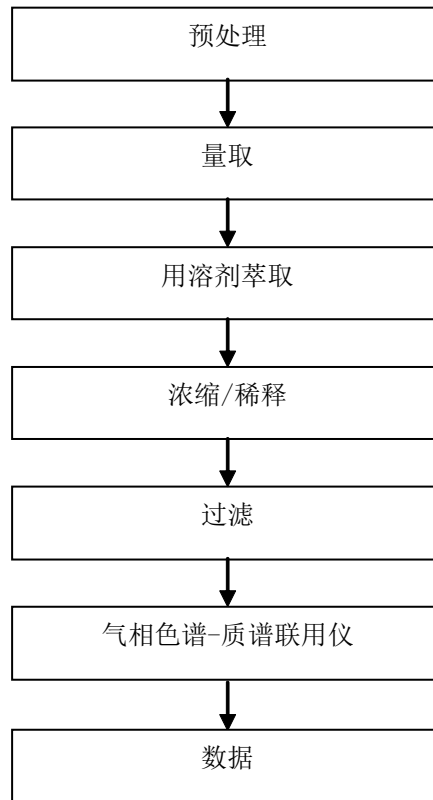 预处理
量取
用溶剂萃取
浓缩/稀释
过滤
气相色谱-质谱联用仪
数据